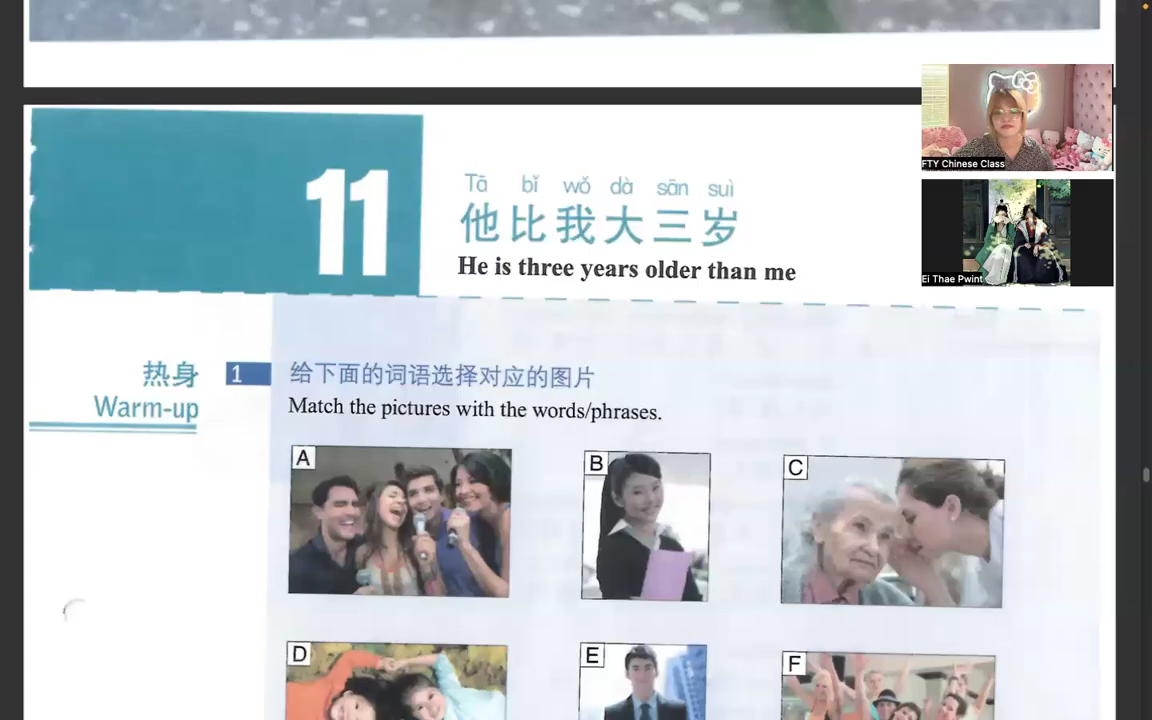 11
Tā bǐ wǒ dà sān suì
他比我大三岁
He is three years older than me
FTY Chinese Class
Ei Thae Pwint
热身
Warm-up
1
给下面的词语选择对应的图片
Match the pictures with the words/phrases.
A
B
C
D
E
F